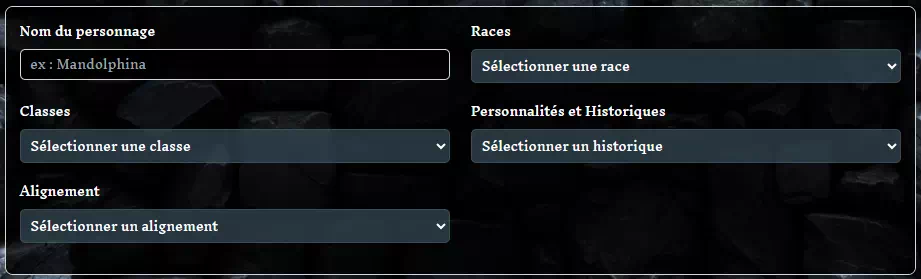 Nom du personnage
ex : Mandolphina
Races
Sélectionner une race
Classes
Sélectionner une classe
Personnalités et Historiques
Sélectionner un historique
Alignement
Sélectionner un alignement